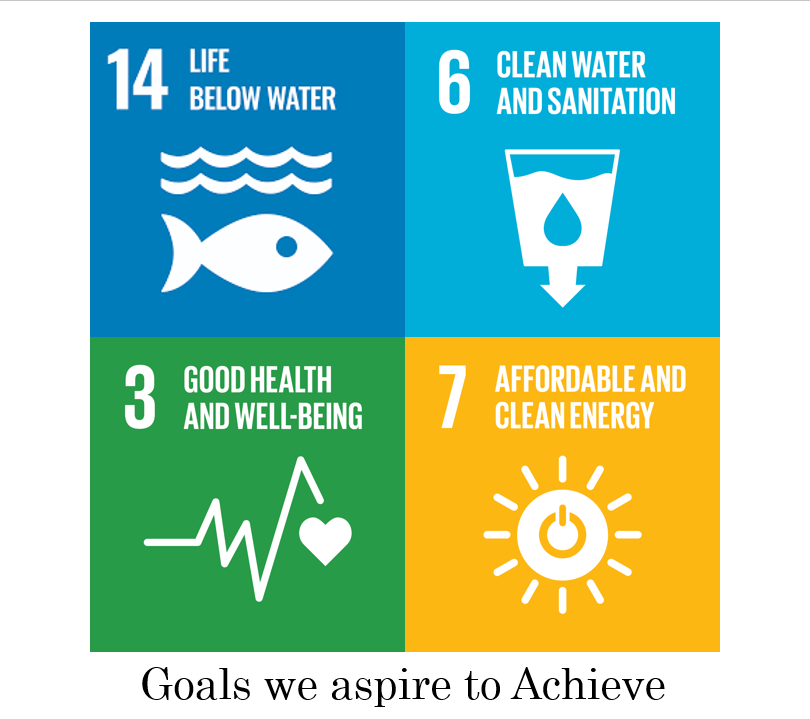 14
LIFE
BELOW WATER
6
CLEAN WATER
AND SANITATION
3
GOOD HEALTH
AND WELL-BEING
7
AFFORDABLE AND
CLEAN ENERGY
Goals we aspire to Achieve